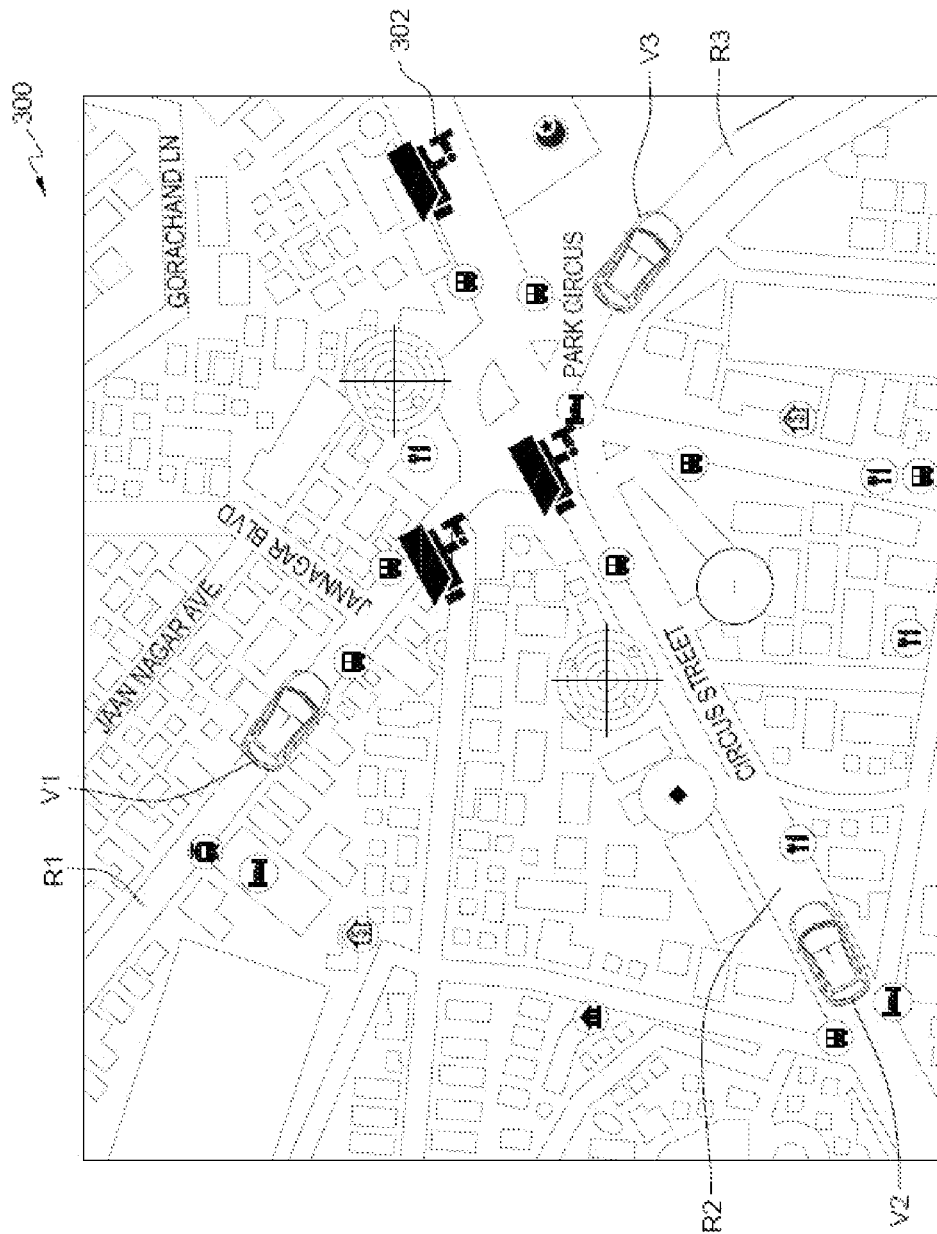 300
302
GORACHAND LN
V3
R3
PARK CIRCUS
JANNAGAR BLVD
JAAN NAGAR AVE
CIRCUS STREET
V1
R1
R2
V2